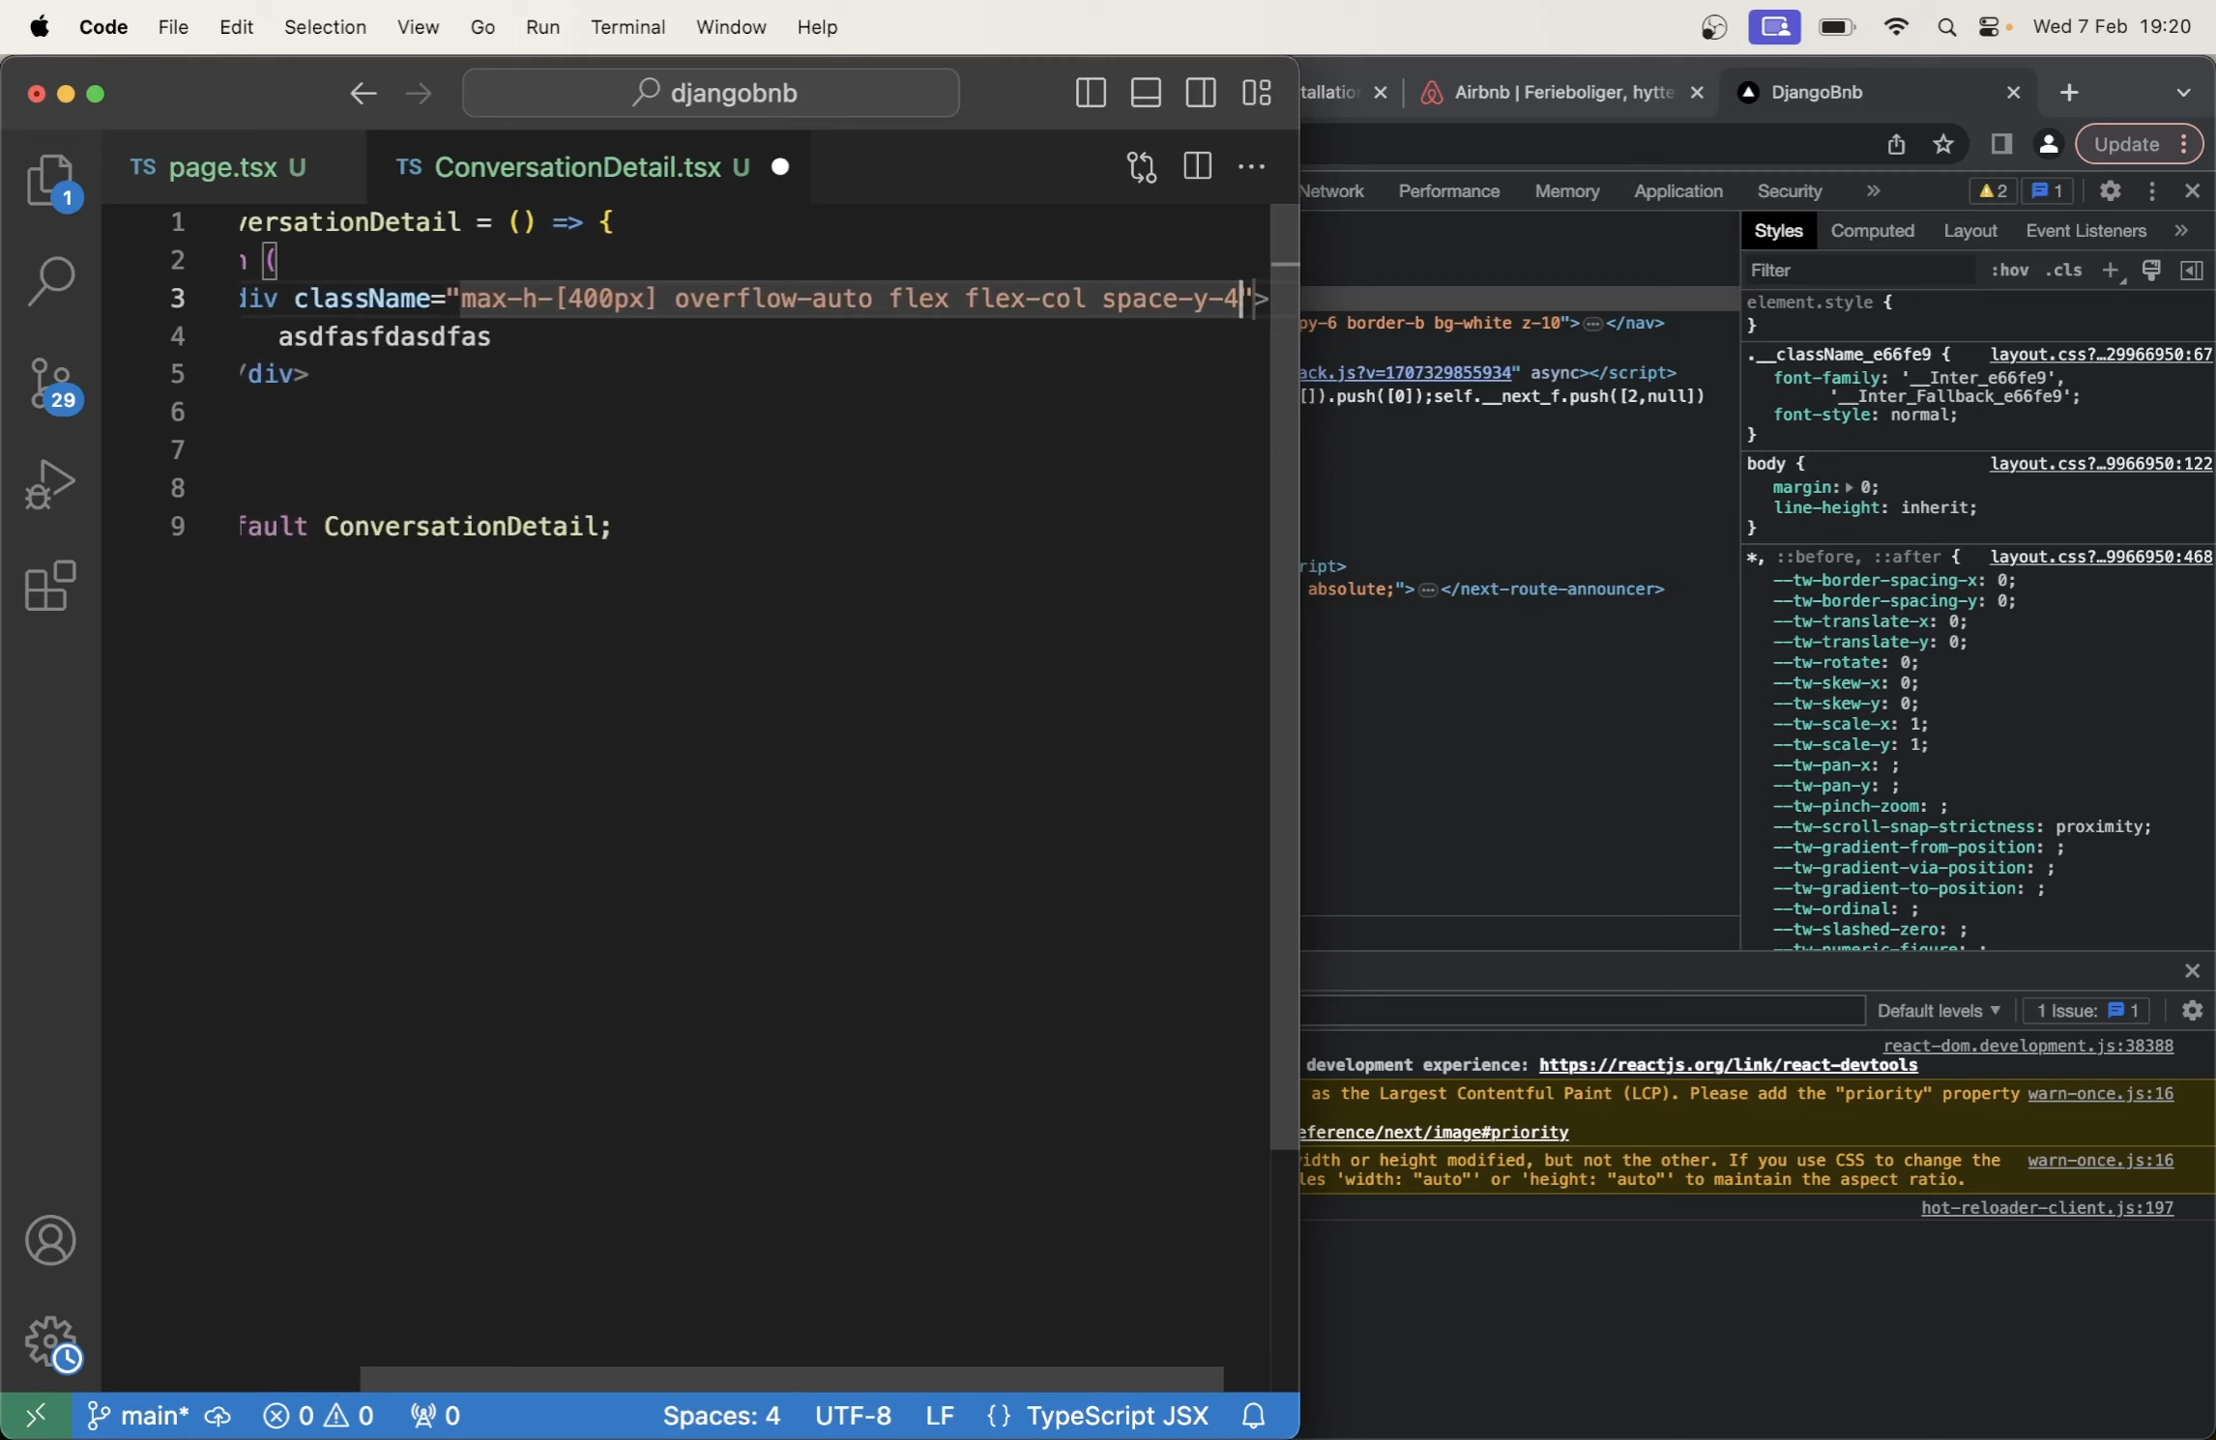 Code File Edit Selection View Go Run Terminal Window Help Wed 7 Feb 19:20
djangobnb
Airbnb | Ferieboliger, hytte
DjangoBnb
Update
TS page.tsx U
TS ConversationDetail.tsx U
Network Performance Memory Application Security » 2 1
Styles Computed Layout Event Listeners »
Filter :hov .cls
1 versationDetail = () => {
2 (
3 div className="max-h-[400px] overflow-auto flex flex-col space-y-4">
4 asdfasfdasdfas
5 /div>
6
7
8
9 fault ConversationDetail;
1
29
py-6 border-b bg-white z-10">…</nav>
ack.js?v=1707329855934" async></script>
[]).push([0]);self.__next_f.push([2,null])
ript>
absolute;">…</next-route-announcer>
element.style {
}
.__className_e66fe9 { layout.css?…29966950:67
font-family: '__Inter_e66fe9',
'__Inter_Fallback_e66fe9';
font-style: normal;
}
body { layout.css?…9966950:122
margin: 0;
line-height: inherit;
}
*, ::before, ::after { layout.css?…9966950:468
--tw-border-spacing-x: 0;
--tw-border-spacing-y: 0;
--tw-translate-x: 0;
--tw-translate-y: 0;
--tw-rotate: 0;
--tw-skew-x: 0;
--tw-skew-y: 0;
--tw-scale-x: 1;
--tw-scale-y: 1;
--tw-pan-x: ;
--tw-pan-y: ;
--tw-pinch-zoom: ;
--tw-scroll-snap-strictness: proximity;
--tw-gradient-from-position: ;
--tw-gradient-via-position: ;
--tw-gradient-to-position: ;
--tw-ordinal: ;
--tw-slashed-zero: ;
--tw-numeric-figure: ;
Default levels ▼ 1 Issue: 1
react-dom.development.js:38388
development experience: https://reactjs.org/link/react-devtools
as the Largest Contentful Paint (LCP). Please add the "priority" property warn-once.js:16
eference/next/image#priority
idth or height modified, but not the other. If you use CSS to change the warn-once.js:16
les 'width: "auto"' or 'height: "auto"' to maintain the aspect ratio.
hot-reloader-client.js:197
main* 0 0 0 Spaces: 4 UTF-8 LF {} TypeScript JSX